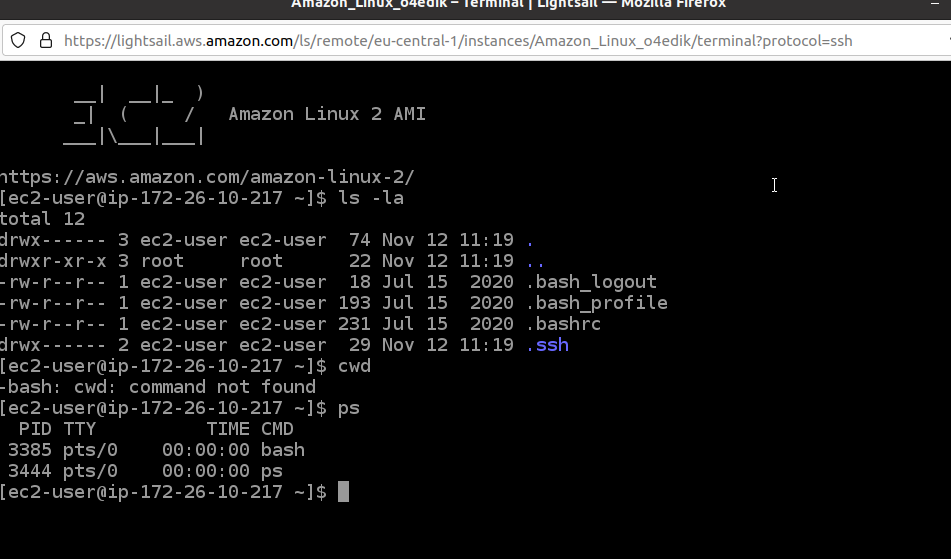 Amazon_Linux_o4edik – Terminal | Lightsail — Mozilla Firefox
https://lightsail.aws.amazon.com/ls/remote/eu-central-1/instances/Amazon_Linux_o4edik/terminal?protocol=ssh
__|  __|_  )
_|  (     /   Amazon Linux 2 AMI
___|\___|___|
https://aws.amazon.com/amazon-linux-2/
[ec2-user@ip-172-26-10-217 ~]$ ls -la
total 12
drwx------ 3 ec2-user ec2-user  74 Nov 12 11:19 .
drwxr-xr-x 3 root     root      22 Nov 12 11:19 ..
-rw-r--r-- 1 ec2-user ec2-user  18 Jul 15  2020 .bash_logout
-rw-r--r-- 1 ec2-user ec2-user 193 Jul 15  2020 .bash_profile
-rw-r--r-- 1 ec2-user ec2-user 231 Jul 15  2020 .bashrc
drwx------ 2 ec2-user ec2-user  29 Nov 12 11:19 .ssh
[ec2-user@ip-172-26-10-217 ~]$ cwd
-bash: cwd: command not found
[ec2-user@ip-172-26-10-217 ~]$ ps
  PID TTY          TIME CMD
 3385 pts/0    00:00:00 bash
 3444 pts/0    00:00:00 ps
[ec2-user@ip-172-26-10-217 ~]$